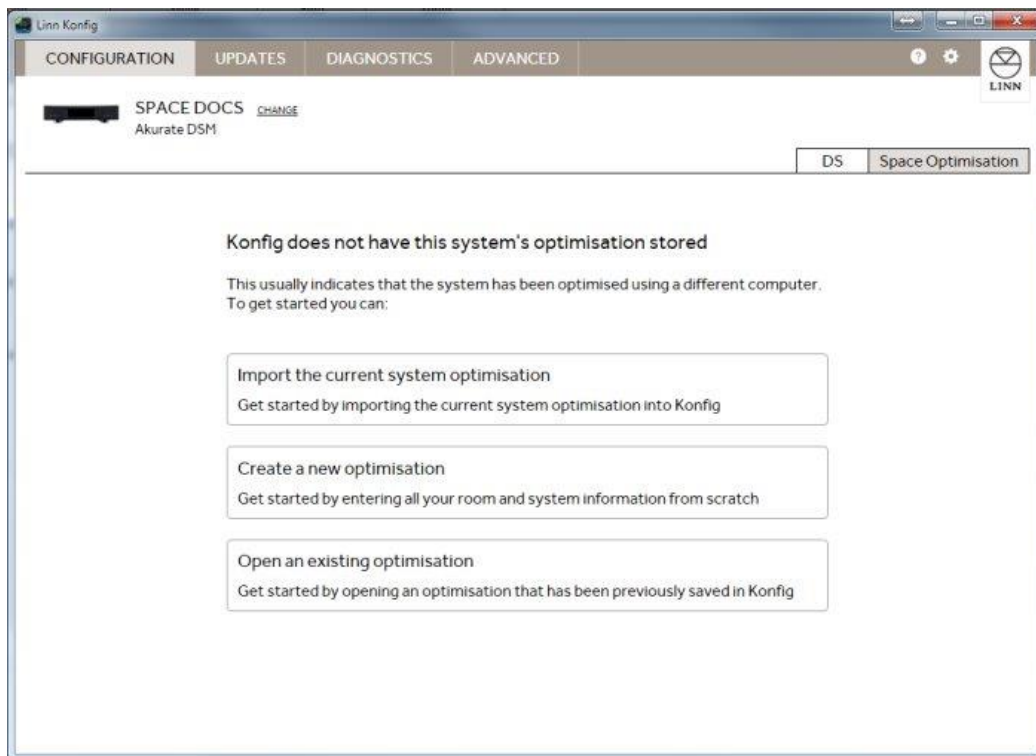 Linn Konfig
CONFIGURATION UPDATES DIAGNOSTICS ADVANCED
LINN
SPACE DOCS CHANGE
Akurate DSM
DS Space Optimisation
Konfig does not have this system's optimisation stored
This usually indicates that the system has been optimised using a different computer.
To get started you can:
Import the current system optimisation
Get started by importing the current system optimisation into Konfig
Create a new optimisation
Get started by entering all your room and system information from scratch
Open an existing optimisation
Get started by opening an optimisation that has been previously saved in Konfig